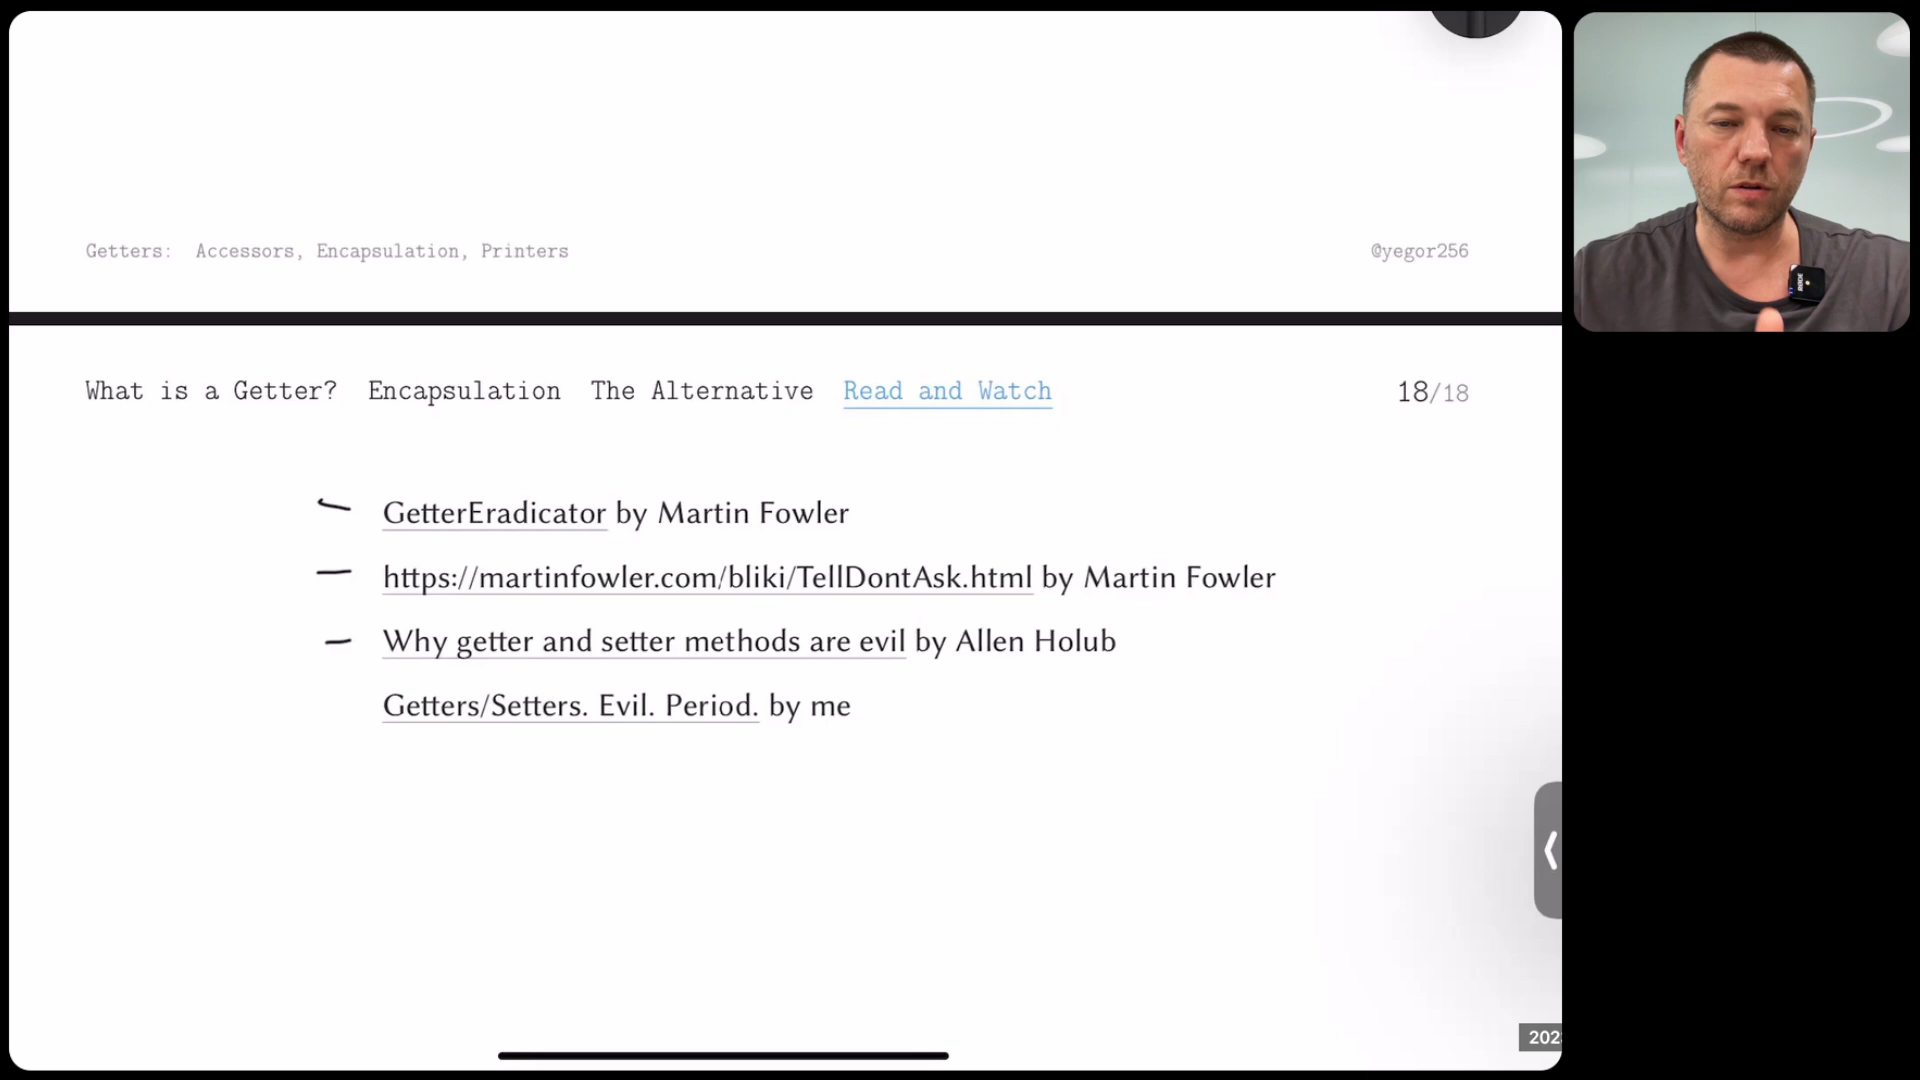 Getters: Accessors, Encapsulation, Printers
@yegor256
What is a Getter? Encapsulation The Alternative Read and Watch
18/18
GetterEradicator by Martin Fowler
https://martinfowler.com/bliki/TellDontAsk.html by Martin Fowler
Why getter and setter methods are evil by Allen Holub
Getters/Setters. Evil. Period. by me
RØDE